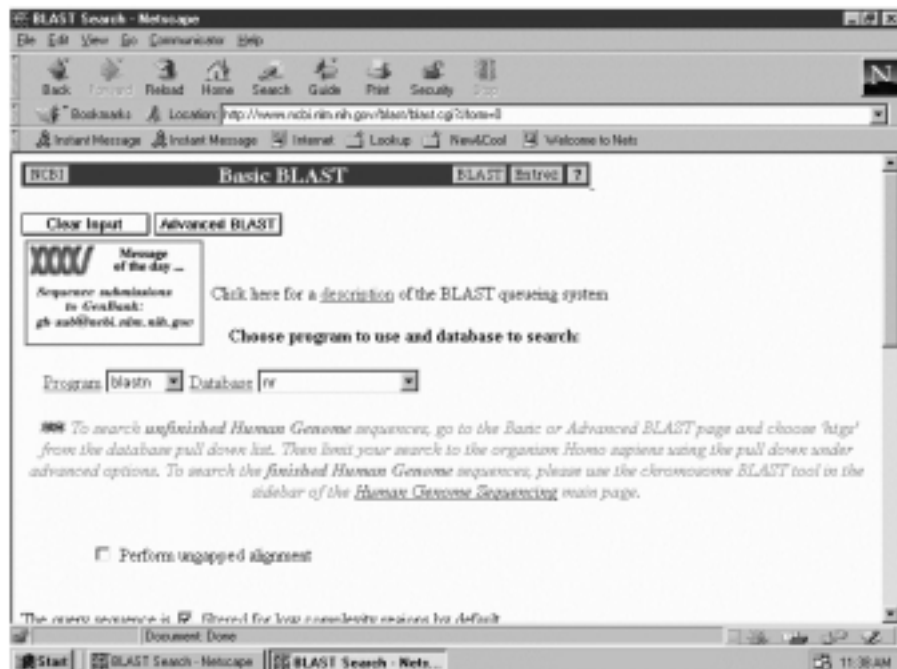 BLAST Search - Netscape
File Edit View Go Communicator Help
Back Forward Reload Home Search Guide Print Security Stop
N
Bookmarks Location: http://www.ncbi.nlm.nih.gov/blast/blast.cgi?Jform=0
Instant Message Instant Message Internet Lookup New&Cool Welcome to Nets
NCBI Basic BLAST BLAST Entrez ?
Clear Input Advanced BLAST
Message
of the day ...
Sequence submissions
to GenBank:
gb-sub@ncbi.nlm.nih.gov
Click here for a description of the BLAST queueing system
Choose program to use and database to search:
Program blastn Database nr
To search unfinished Human Genome sequences, go to the Basic or Advanced BLAST page and choose 'htgs'
from the database pull down list. Then limit your search to the organism Homo sapiens using the pull down under
advanced options. To search the finished Human Genome sequences, please use the chromosome BLAST tool in the
sidebar of the Human Genome Sequencing main page.
Perform ungapped alignment
The query sequence is filtered for low complexity regions by default.
Document: Done
Start BLAST Search - Netscape BLAST Search - Nets... 11:38 AM